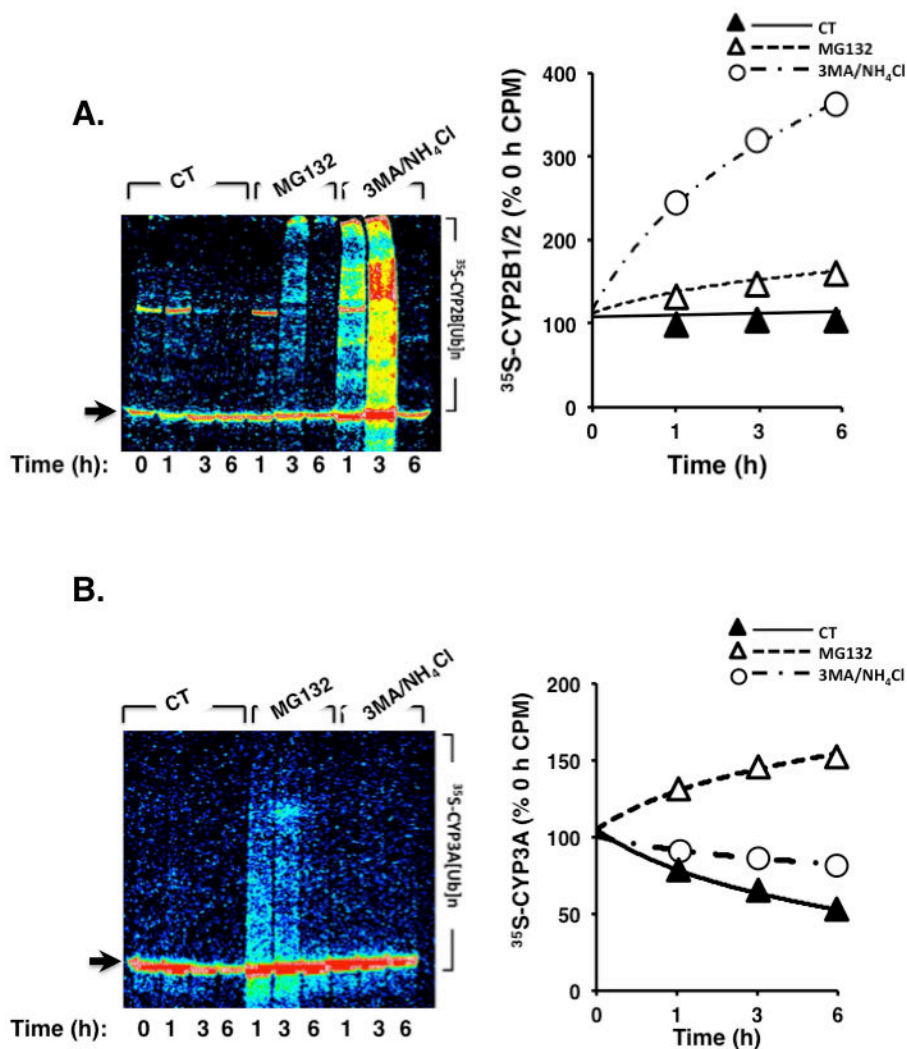 A.
CT MG132 3MA/NH₄Cl
³⁵S-CYP2B[Ub]n
Time (h): 0 1 3 6 1 3 6 1 3 6
CT
MG132
3MA/NH₄Cl
³⁵S-CYP2B1/2 (% 0 h CPM)
400
300
200
100
0
0 1 3 6
Time (h)
B.
CT MG132 3MA/NH₄Cl
³⁵S-CYP3A[Ub]n
Time (h): 0 1 3 6 1 3 6 1 3 6
CT
MG132
3MA/NH₄Cl
³⁵S-CYP3A (% 0 h CPM)
200
150
100
50
0
0 1 3 6
Time (h)